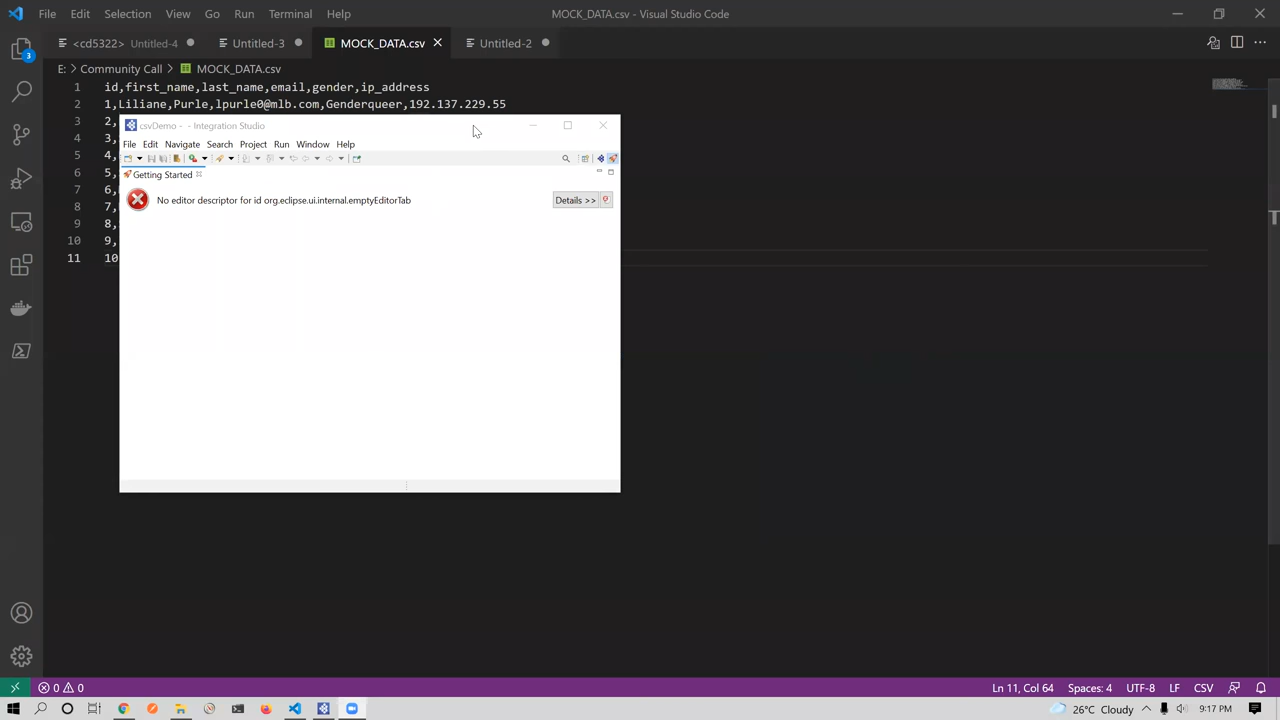 File Edit Selection View Go Run Terminal Help MOCK_DATA.csv - Visual Studio Code
<cd5322> Untitled-4 Untitled-3 MOCK_DATA.csv Untitled-2
E: > Community Call > MOCK_DATA.csv
1 id,first_name,last_name,email,gender,ip_address
2 1,Liliane,Purle,lpurle0@mlb.com,Genderqueer,192.137.229.55
3 2,
4 3,
5 4,
6 5,
7 6,
8 7,
9 8,
10 9,
11 10
csvDemo - - Integration Studio
File Edit Navigate Search Project Run Window Help
Getting Started
No editor descriptor for id org.eclipse.ui.internal.emptyEditorTab
Details >>
3
0 0
Ln 11, Col 64 Spaces: 4 UTF-8 LF CSV
26°C Cloudy 9:17 PM